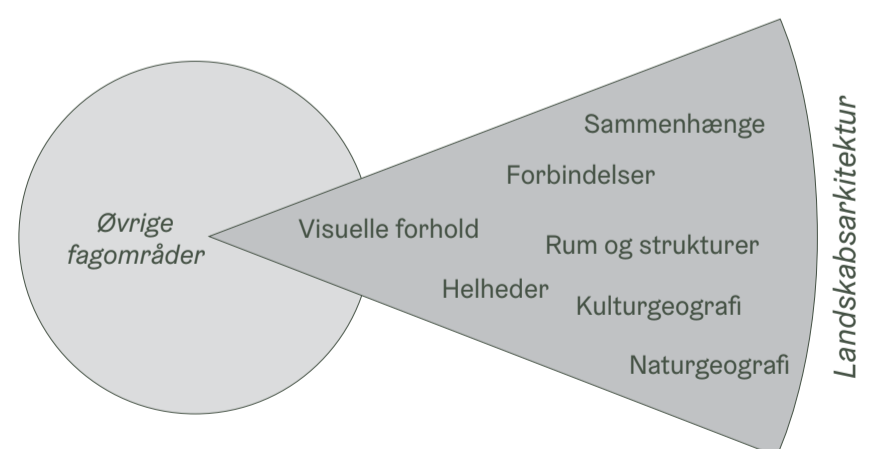 Øvrige
fagområder
Sammenhænge
Forbindelser
Visuelle forhold
Rum og strukturer
Helheder
Kulturgeografi
Naturgeografi
Landskabsarkitektur